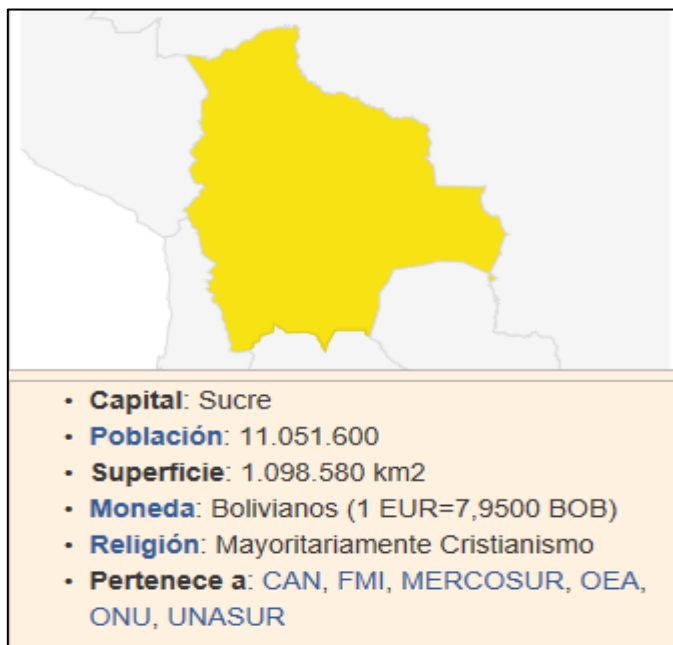 • Capital: Sucre
• Población: 11.051.600
• Superficie: 1.098.580 km2
• Moneda: Bolivianos (1 EUR=7,9500 BOB)
• Religión: Mayoritariamente Cristianismo
• Pertenece a: CAN, FMI, MERCOSUR, OEA,
ONU, UNASUR